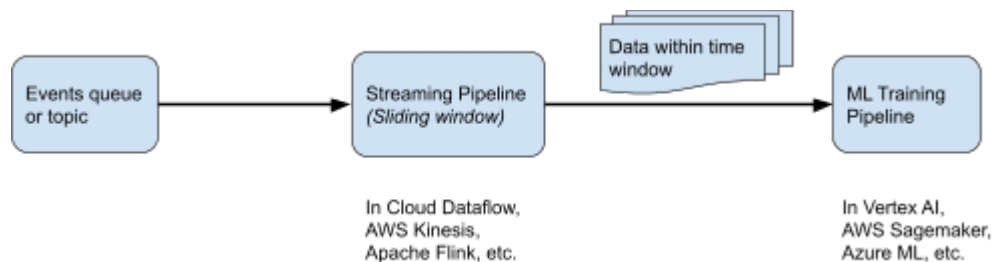 Events queue
or topic
Streaming Pipeline
(Sliding window)
Data within time
window
ML Training
Pipeline
In Cloud Dataflow,
AWS Kinesis,
Apache Flink, etc.
In Vertex AI,
AWS Sagemaker,
Azure ML, etc.